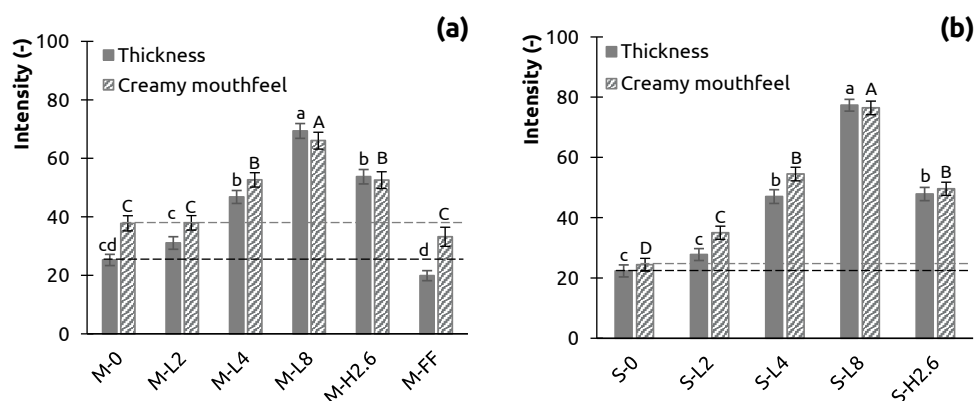 (a)
Intensity (-)
100
80
60
40
20
0
Thickness
Creamy mouthfeel
cd C c C b B a A b B d C
M-0 M-L2 M-L4 M-L8 M-H2.6 M-FF
(b)
Intensity (-)
100
80
60
40
20
0
Thickness
Creamy mouthfeel
c D c C b B a A b B
S-0 S-L2 S-L4 S-L8 S-H2.6